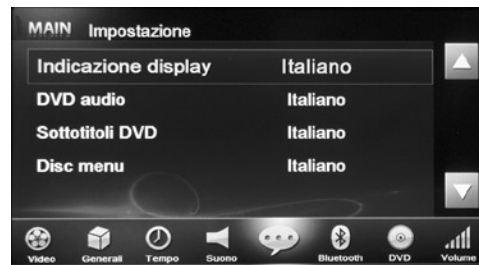 MAIN Impostazione
Indicazione display Italiano
DVD audio Italiano
Sottotitoli DVD Italiano
Disc menu Italiano
Video Generali Tempo Suono Bluetooth DVD Volume